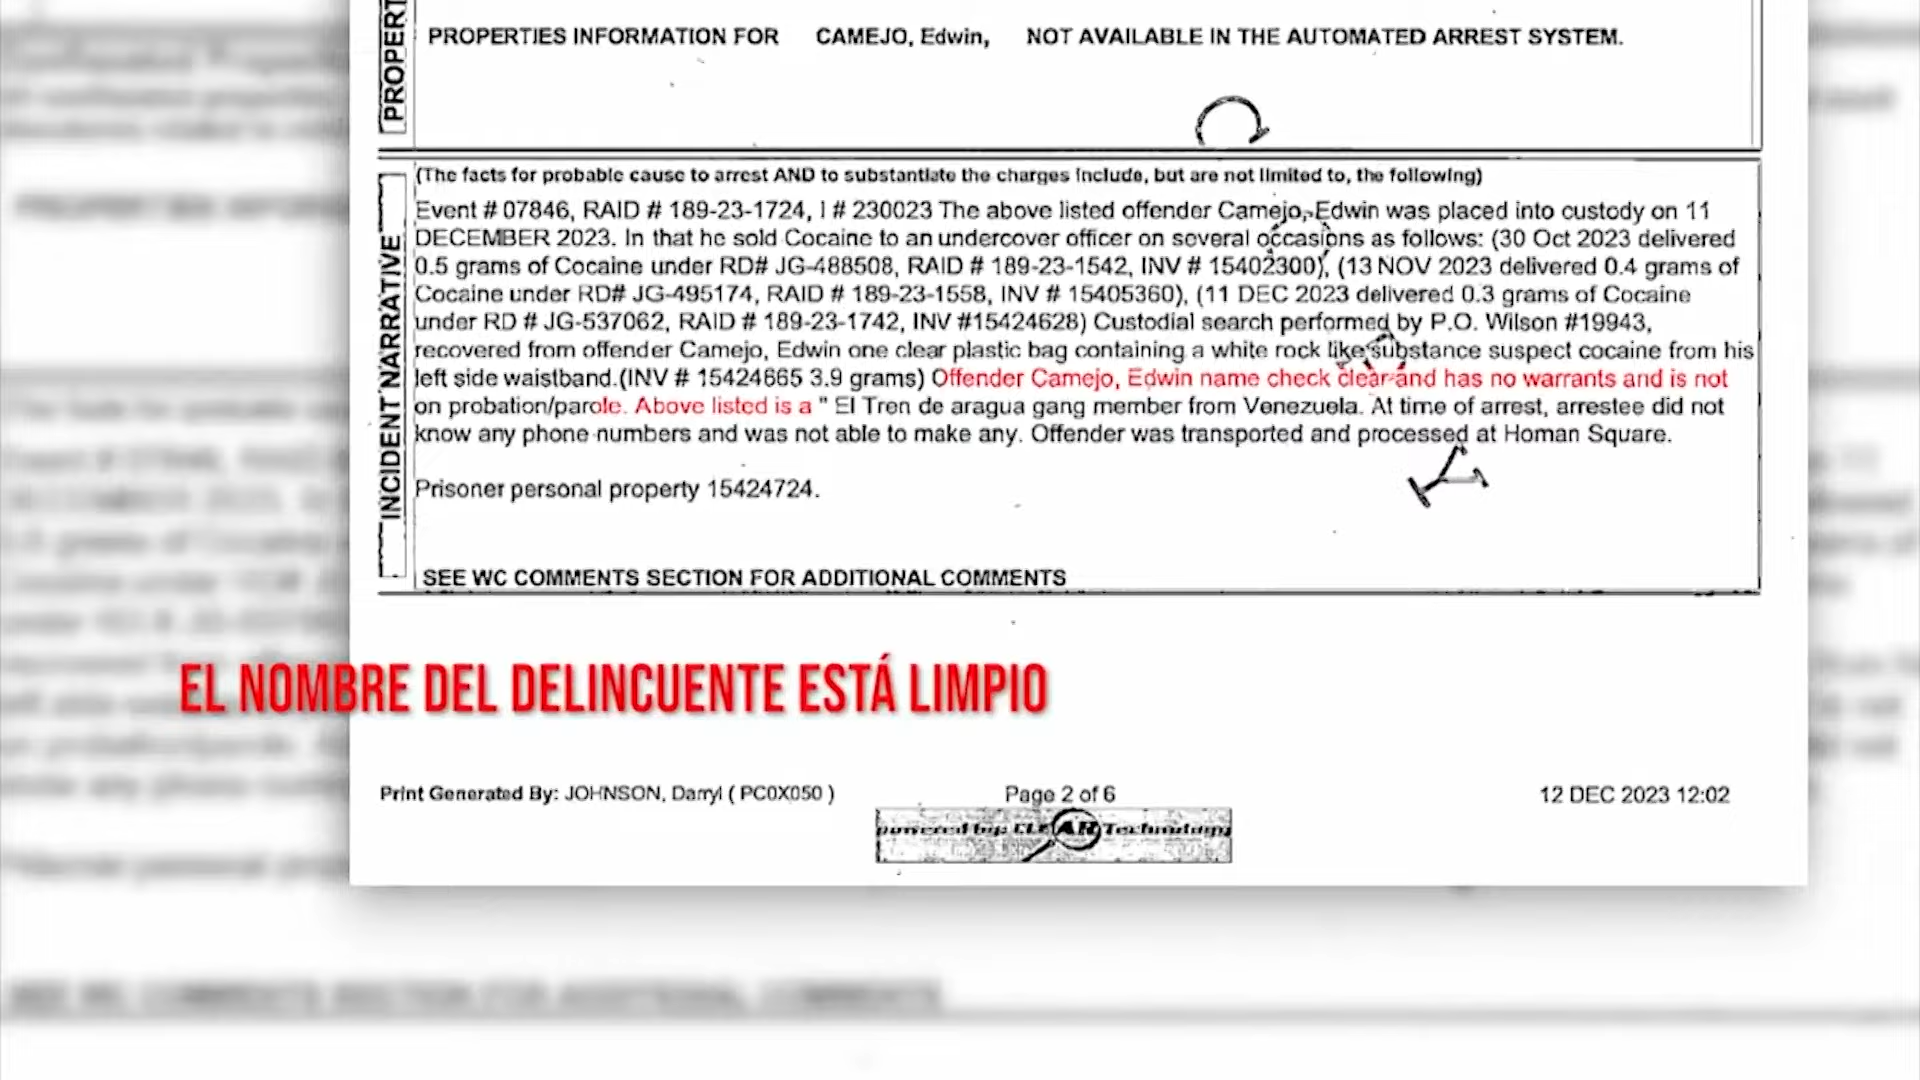 PROPERT
PROPERTIES INFORMATION FOR CAMEJO, Edwin, NOT AVAILABLE IN THE AUTOMATED ARREST SYSTEM.
INCIDENT NARRATIVE
(The facts for probable cause to arrest AND to substantiate the charges include, but are not limited to, the following)
Event # 07846, RAID # 189-23-1724, I # 230023 The above listed offender Camejo, Edwin was placed into custody on 11
DECEMBER 2023. In that he sold Cocaine to an undercover officer on several occasions as follows: (30 Oct 2023 delivered
0.5 grams of Cocaine under RD# JG-488508, RAID # 189-23-1542, INV # 15402300), (13 NOV 2023 delivered 0.4 grams of
Cocaine under RD# JG-495174, RAID # 189-23-1558, INV # 15405360), (11 DEC 2023 delivered 0.3 grams of Cocaine
under RD # JG-537062, RAID # 189-23-1742, INV #15424628) Custodial search performed by P.O. Wilson #19943,
recovered from offender Camejo, Edwin one clear plastic bag containing a white rock like substance suspect cocaine from his
left side waistband.(INV # 15424665 3.9 grams) Offender Camejo, Edwin name check clear and has no warrants and is not
on probation/parole. Above listed is a " El Tren de aragua gang member from Venezuela. At time of arrest, arrestee did not
know any phone numbers and was not able to make any. Offender was transported and processed at Homan Square.
Prisoner personal property 15424724.
SEE WC COMMENTS SECTION FOR ADDITIONAL COMMENTS
EL NOMBRE DEL DELINCUENTE ESTÁ LIMPIO
Print Generated By: JOHNSON, Darryl ( PC0X050 ) Page 2 of 6 12 DEC 2023 12:02
powered by: CLEAR Technology